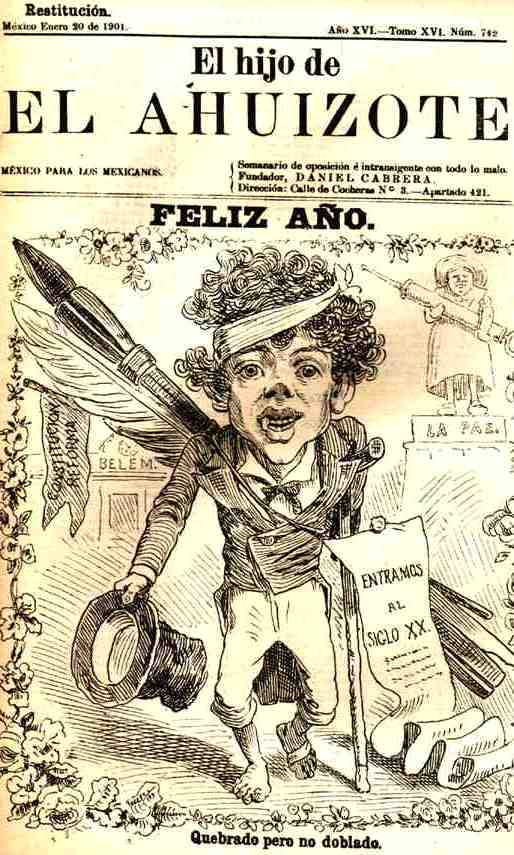 Restitución.
México Enero 20 de 1901.
Año XVI.—Tomo XVI. Núm. 742
El hijo de
EL AHUIZOTE
MÉXICO PARA LOS MEXICANOS.
Semanario de oposición é intransigente con todo lo malo.
Fundador, DANIEL CABRERA.
Dirección: Calle de Cocheras Nº 3.—Apartado 421.
FELIZ AÑO.
CONSTITUCION
REFORMA
BELEM.
LA PAZ.
ENTRAMOS
AL
SIGLO XX.
Quebrado pero no doblado.